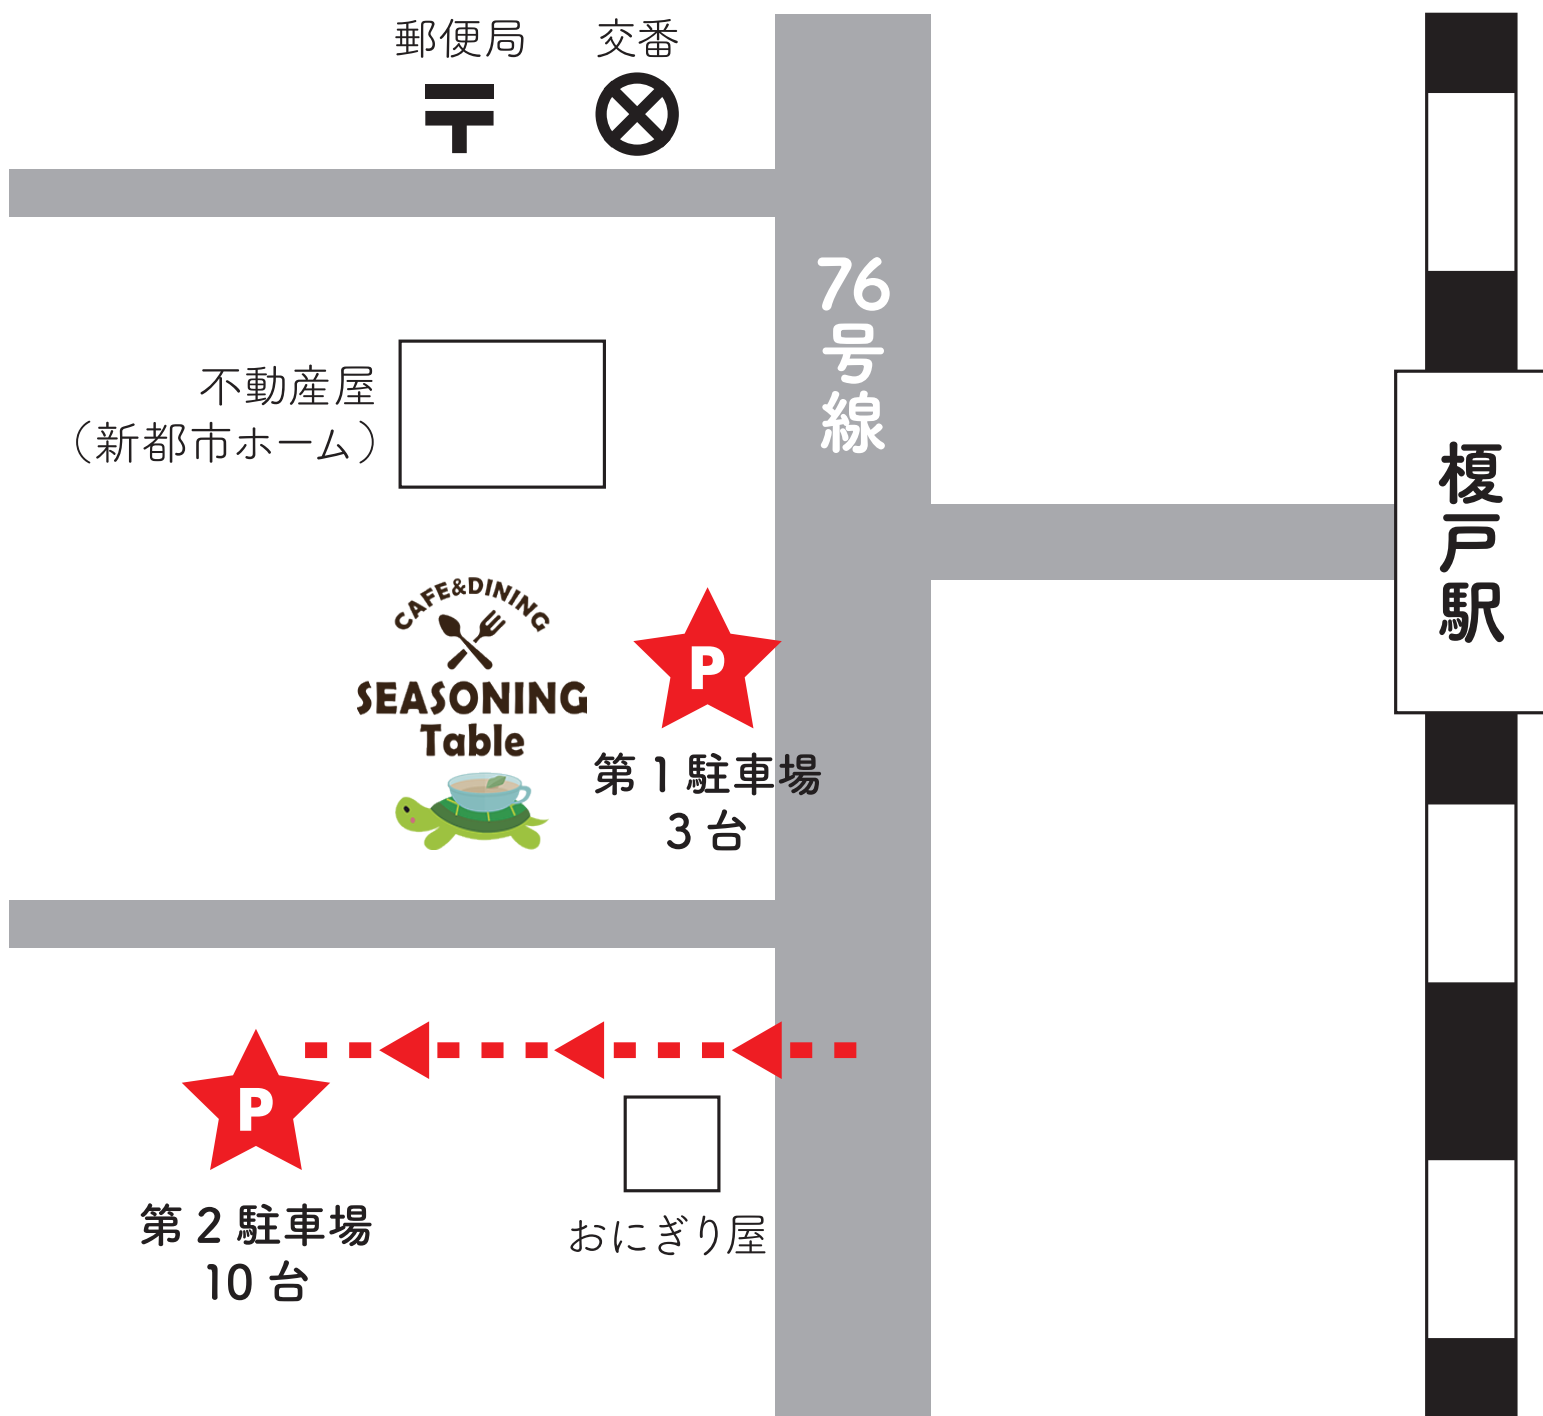 郵便局
交番
76号線
不動産屋
（新都市ホーム）
榎戸駅
CAFE&DINING
SEASONING
Table
P
第1駐車場
3台
P
第2駐車場
10台
おにぎり屋